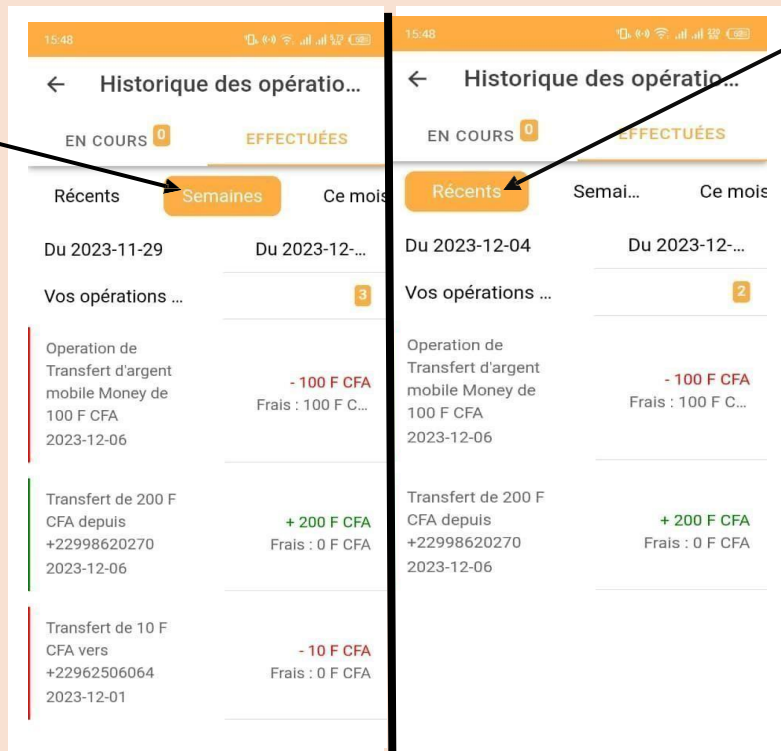 15:48
← Historique des opératio...
EN COURS 0 EFFECTUÉES
Récents Semaines Ce mois
Du 2023-11-29 Du 2023-12-...
Vos opérations ... 3
Operation de
Transfert d'argent
mobile Money de
100 F CFA
2023-12-06
- 100 F CFA
Frais : 100 F C...
Transfert de 200 F
CFA depuis
+22998620270
2023-12-06
+ 200 F CFA
Frais : 0 F CFA
Transfert de 10 F
CFA vers
+22962506064
2023-12-01
- 10 F CFA
Frais : 0 F CFA
15:48
← Historique des opératio...
EN COURS 0 EFFECTUÉES
Récents Semai... Ce mois
Du 2023-12-04 Du 2023-12-...
Vos opérations ... 2
Operation de
Transfert d'argent
mobile Money de
100 F CFA
2023-12-06
- 100 F CFA
Frais : 100 F C...
Transfert de 200 F
CFA depuis
+22998620270
2023-12-06
+ 200 F CFA
Frais : 0 F CFA